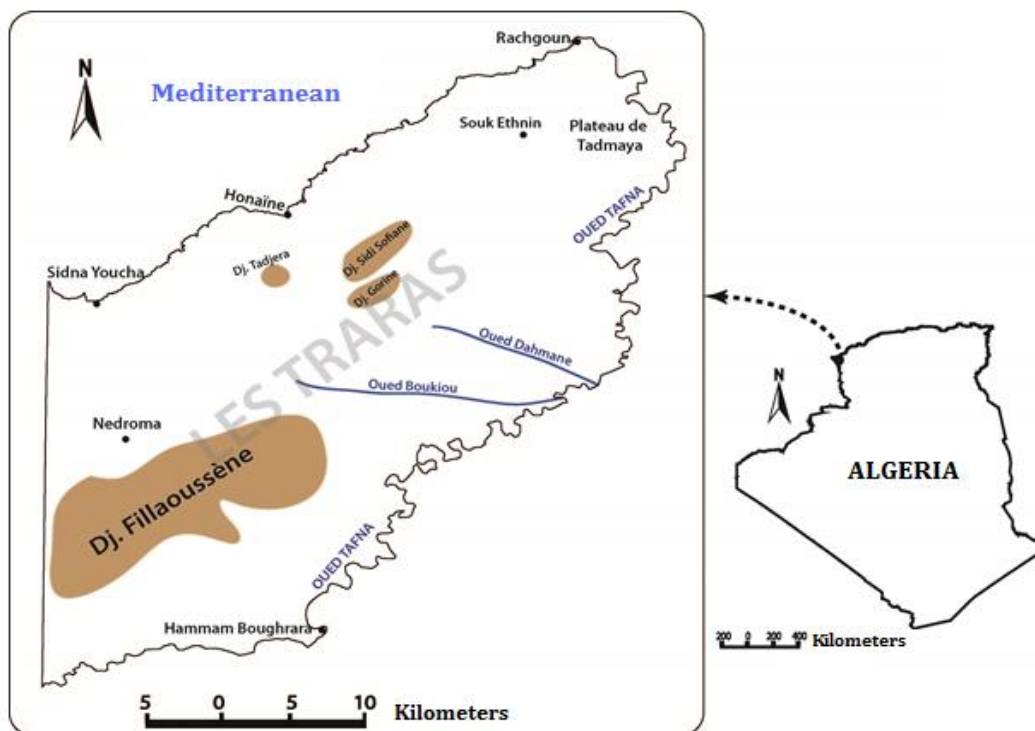 Rachgoun
N
Mediterranean
Souk Ethnin
Plateau de
Tadmaya
Honaïne
OUED TAFNA
Dj. Sidi Sofiane
Dj. Tadjera
Sidna Youcha
Dj. Gorine
LES TRARAS
Oued Dahmane
Oued Boukiou
Nedroma
Dj. Fillaoussène
OUED TAFNA
Hammam Boughrara
5 0 5 10 Kilometers
N
ALGERIA
200 0 200 400 Kilometers